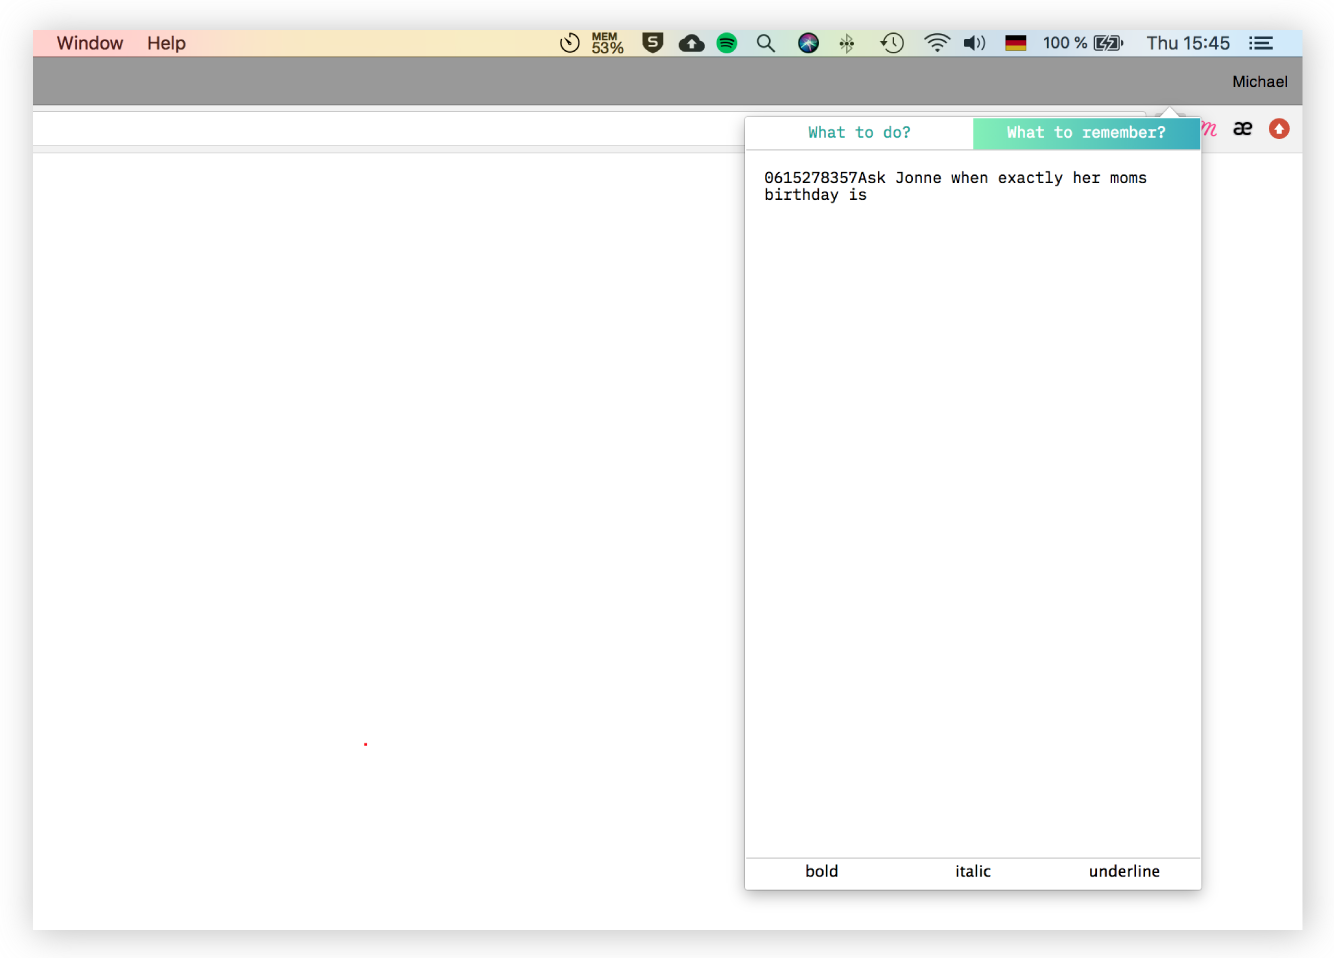 Window Help MEM 53% S 100 % Thu 15:45
Michael
What to do? What to remember? m æ
0615278357Ask Jonne when exactly her moms
birthday is
bold italic underline